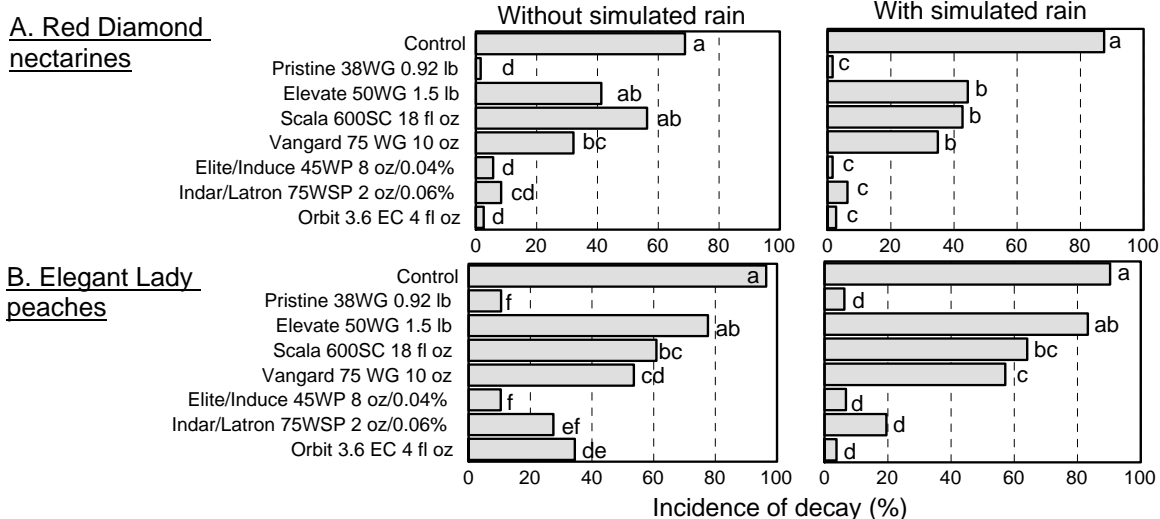 Without simulated rain
With simulated rain
A. Red Diamond
nectarines
Control a a
Pristine 38WG 0.92 lb d c
Elevate 50WG 1.5 lb ab b
Scala 600SC 18 fl oz ab b
Vangard 75 WG 10 oz bc b
Elite/Induce 45WP 8 oz/0.04% d c
Indar/Latron 75WSP 2 oz/0.06% cd c
Orbit 3.6 EC 4 fl oz d c
0 20 40 60 80 100 0 20 40 60 80 100
B. Elegant Lady
peaches
Control a a
Pristine 38WG 0.92 lb f d
Elevate 50WG 1.5 lb ab ab
Scala 600SC 18 fl oz bc bc
Vangard 75 WG 10 oz cd c
Elite/Induce 45WP 8 oz/0.04% f d
Indar/Latron 75WSP 2 oz/0.06% ef d
Orbit 3.6 EC 4 fl oz de d
0 20 40 60 80 100 0 20 40 60 80 100
Incidence of decay (%)